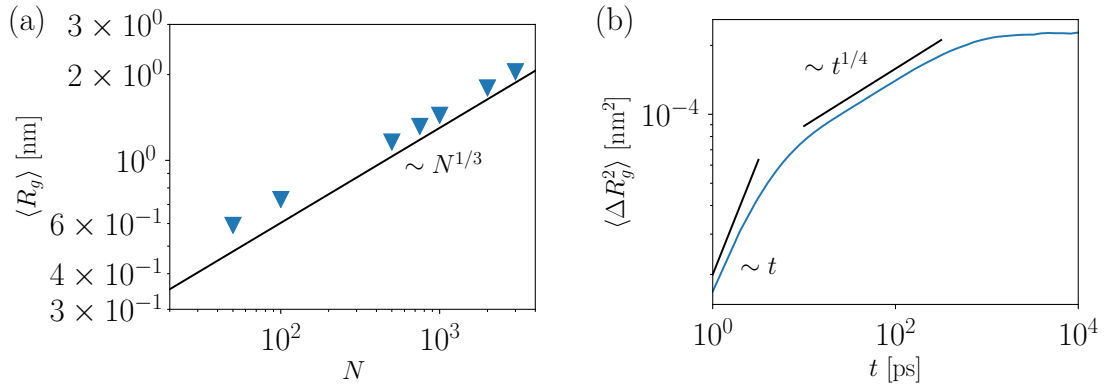 (a)
3 × 10^0
2 × 10^0
10^0
6 × 10^{-1}
4 × 10^{-1}
3 × 10^{-1}
⟨R_g⟩ [nm]
∼ N^{1/3}
10^2
10^3
N
(b)
10^{-4}
⟨ΔR_g^2⟩ [nm^2]
∼ t^{1/4}
∼ t
10^0
10^2
10^4
t [ps]